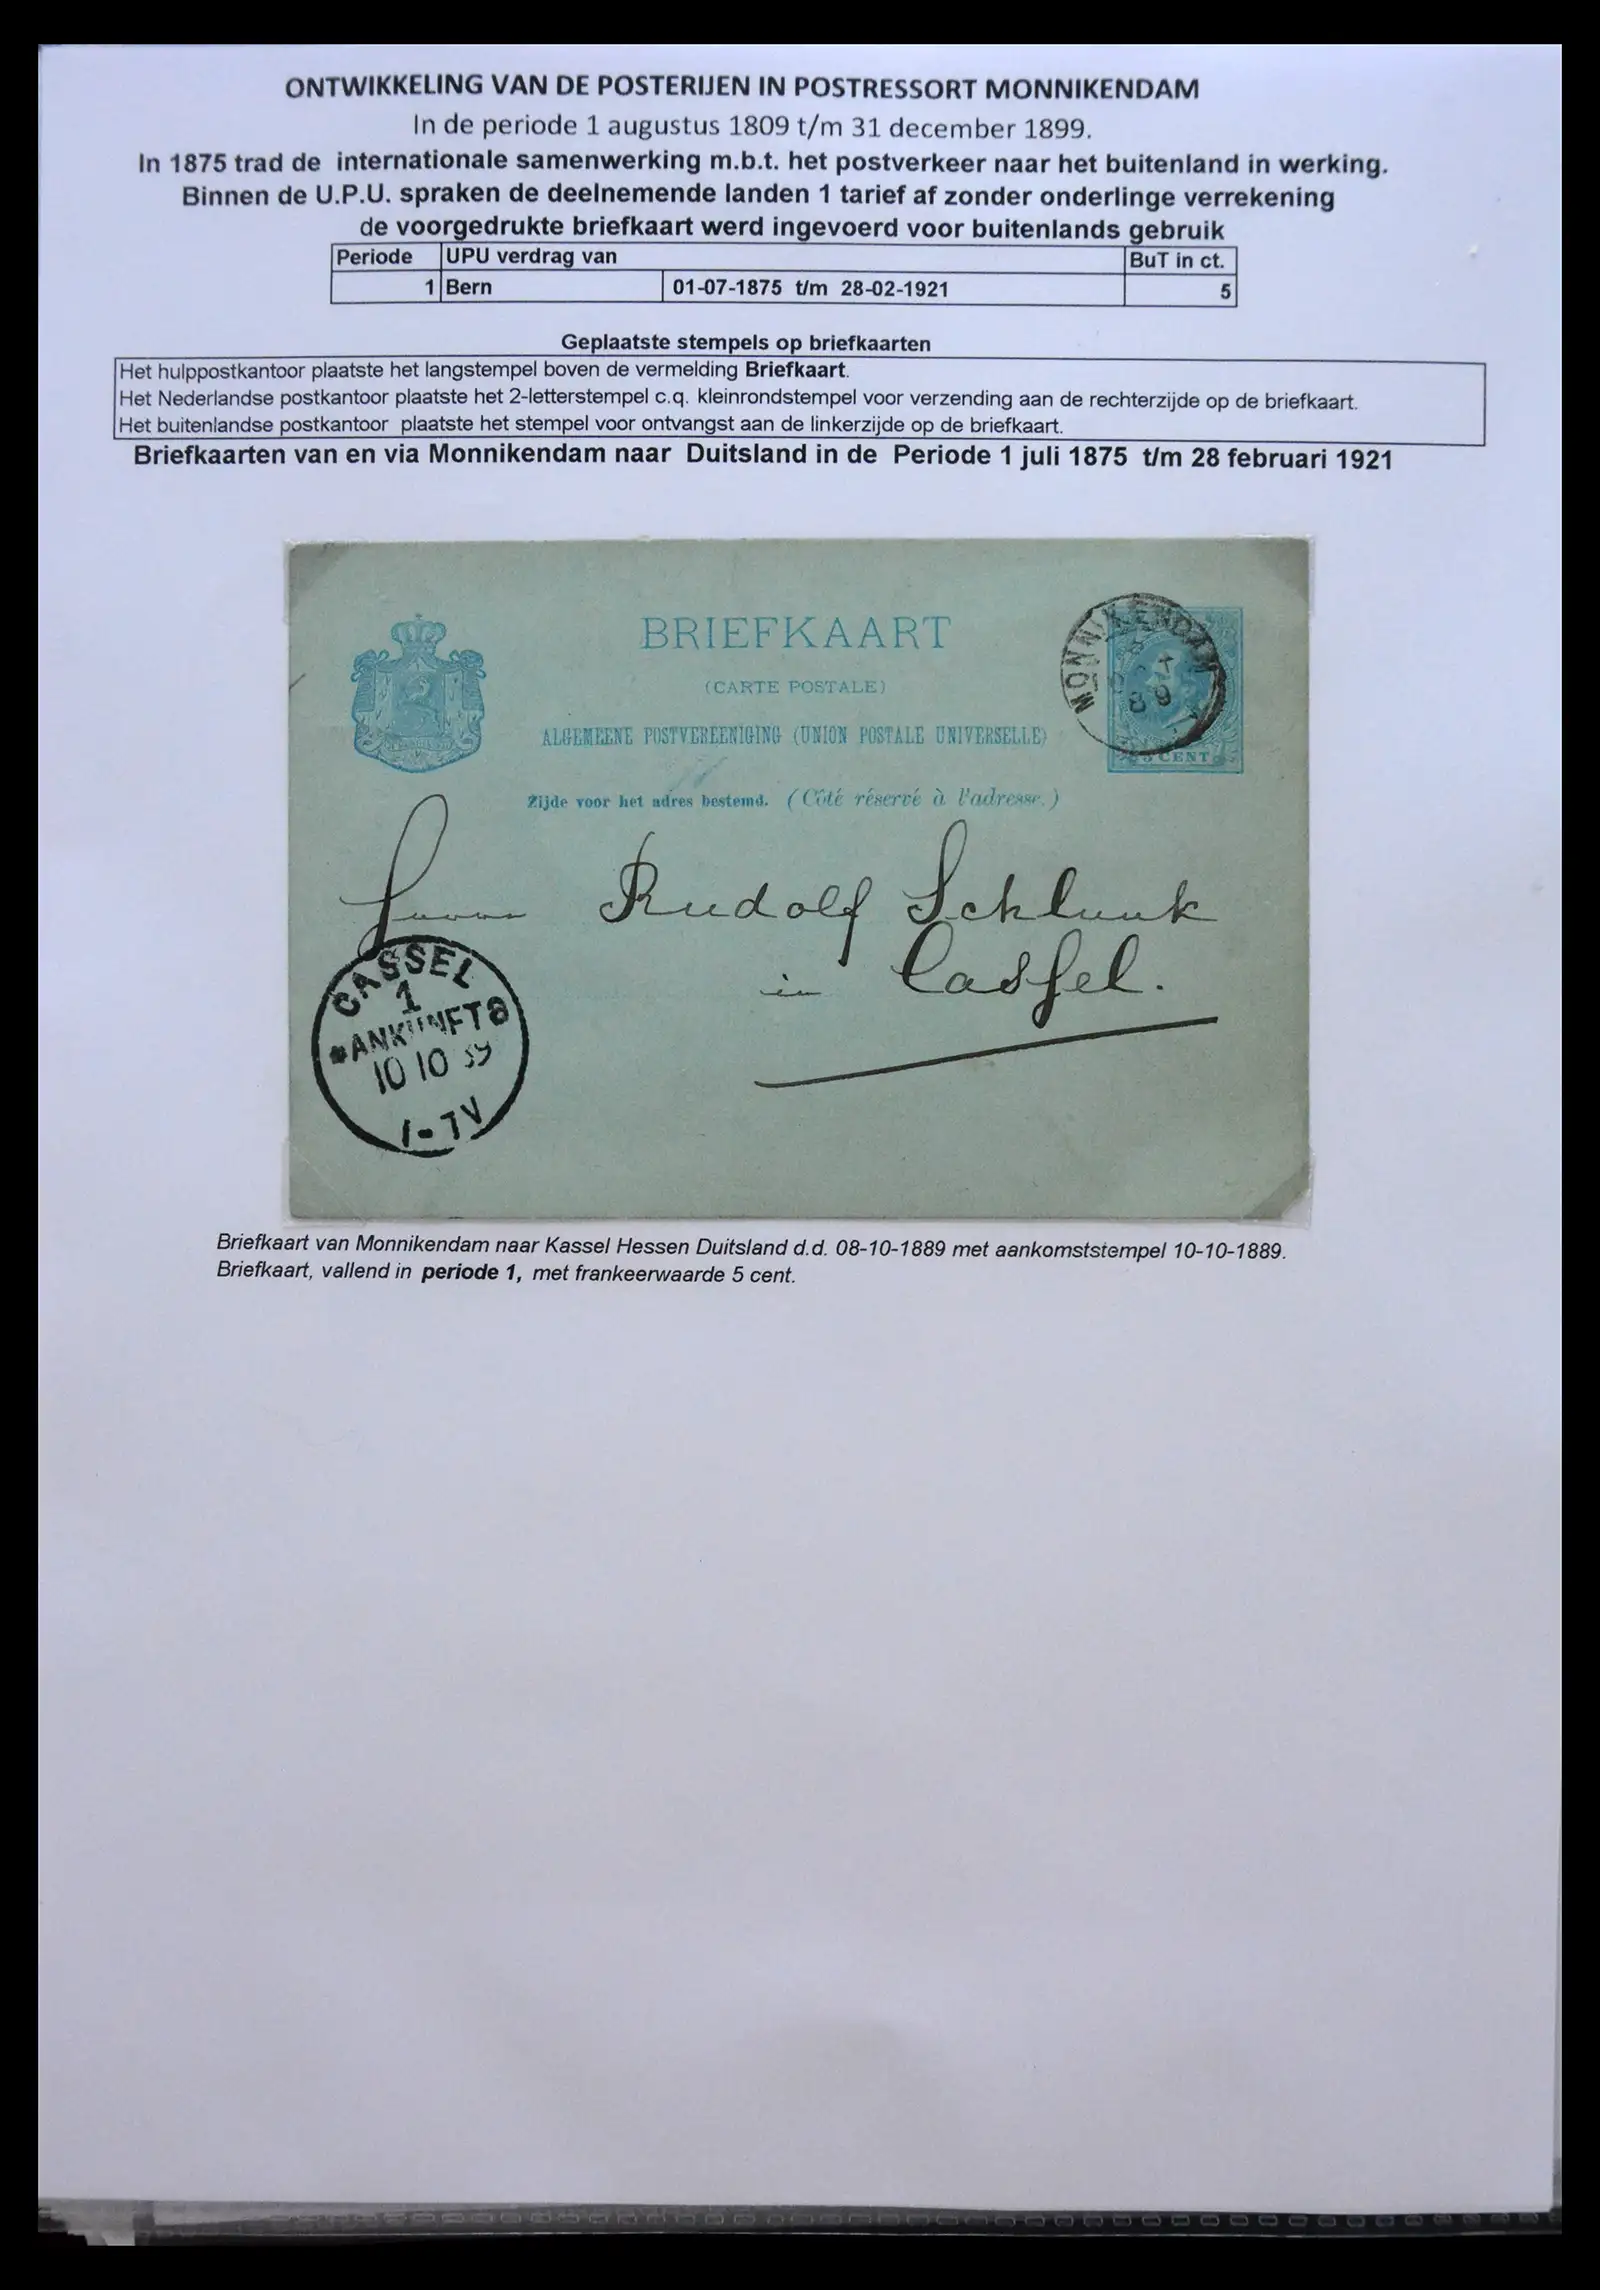 ONTWIKKELING VAN DE POSTERIJEN IN POSTRESSORT MONNIKENDAM
In de periode 1 augustus 1809 t/m 31 december 1899.
In 1875 trad de internationale samenwerking m.b.t. het postverkeer naar het buitenland in werking.
Binnen de U.P.U. spraken de deelnemende landen 1 tarief af zonder onderlinge verrekening
de voorgedrukte briefkaart werd ingevoerd voor buitenlands gebruik
Periode UPU verdrag van BuT in ct.
1 Bern 01-07-1875 t/m 28-02-1921 5
Geplaatste stempels op briefkaarten
Het hulppostkantoor plaatste het langstempel boven de vermelding Briefkaart.
Het Nederlandse postkantoor plaatste het 2-letterstempel c.q. kleinrondstempel voor verzending aan de rechterzijde op de briefkaart.
Het buitenlandse postkantoor plaatste het stempel voor ontvangst aan de linkerzijde op de briefkaart.
Briefkaarten van en via Monnikendam naar Duitsland in de Periode 1 juli 1875 t/m 28 februari 1921
BRIEFKAART
(CARTE POSTALE)
ALGEMEENE POSTVEREENIGING (UNION POSTALE UNIVERSELLE)
Zijde voor het adres bestemd. (Côté réservé à l'adresse.)
MONNIKENDAM
89
5 CENT
Herrn Rudolf Schlunk
in Cassel.
CASSEL
1
*ANKUNFT
10 10 89
1-7V
Briefkaart van Monnikendam naar Kassel Hessen Duitsland d.d. 08-10-1889 met aankomststempel 10-10-1889.
Briefkaart, vallend in periode 1, met frankeerwaarde 5 cent.